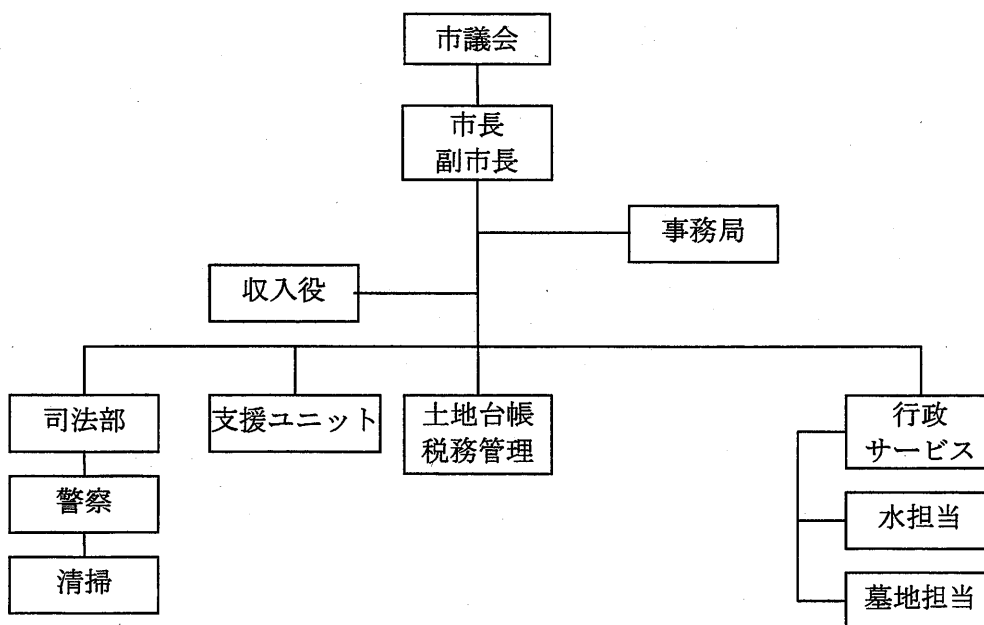 市議会
市長
副市長
事務局
収入役
司法部
支援ユニット
土地台帳
税務管理
行政
サービス
警察
水担当
清掃
墓地担当